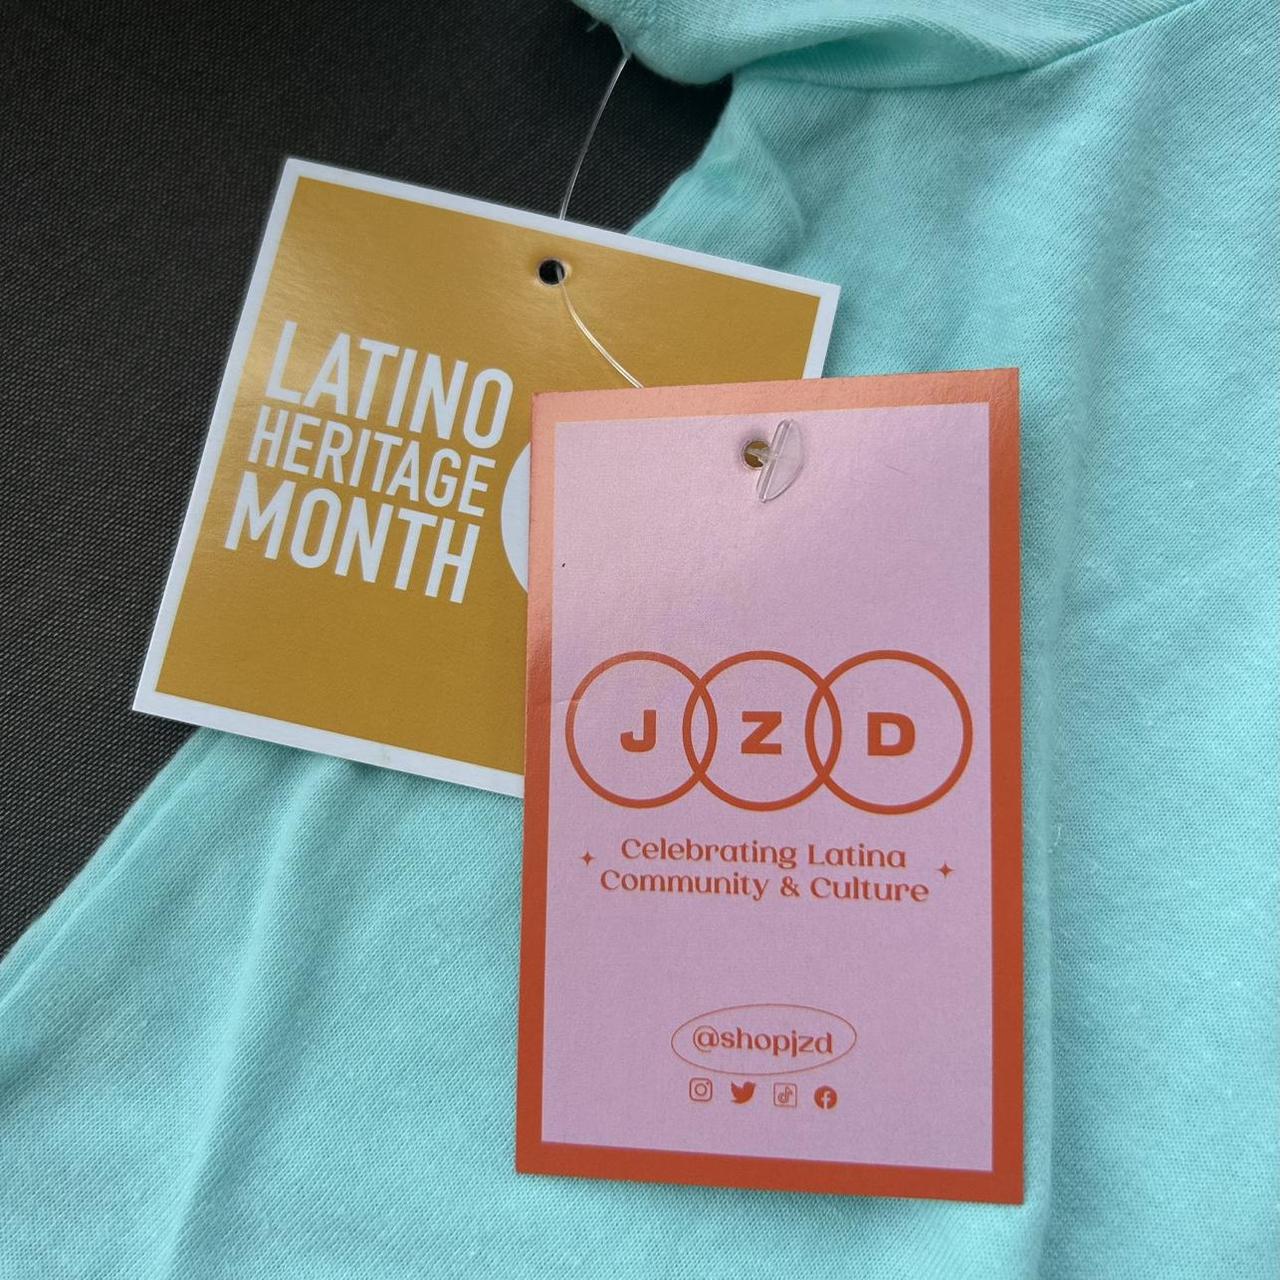 LATINO
HERITAGE
MONTH
J Z D
Celebrating Latina
Community & Culture
@shopjzd